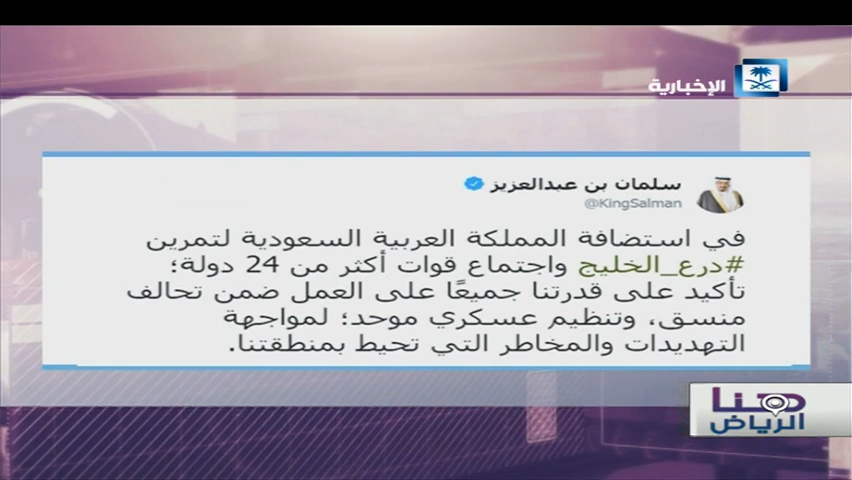 الإخبارية
سلمان بن عبدالعزيز
@KingSalman
في استضافة المملكة العربية السعودية لتمرين
#درع_الخليج واجتماع قوات أكثر من 24 دولة؛
تأكيد على قدرتنا جميعًا على العمل ضمن تحالف
منسق، وتنظيم عسكري موحد؛ لمواجهة
التهديدات والمخاطر التي تحيط بمنطقتنا.
هنا
الرياض